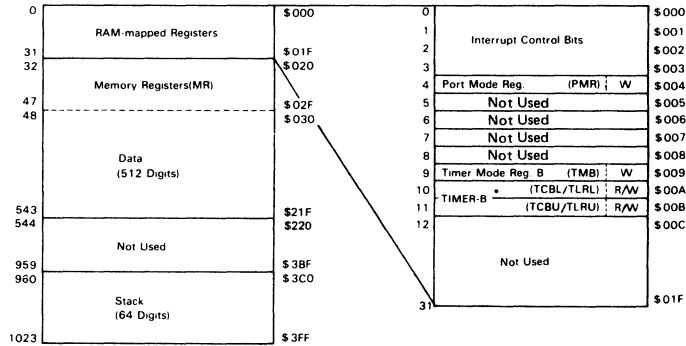 0
$000
RAM-mapped Registers
31
$01F
32
$020
Memory Registers(MR)
47
$02F
48
$030
Data
(512 Digits)
543
$21F
544
$220
Not Used
959
$3BF
960
$3C0
Stack
(64 Digits)
1023
$3FF
0
$000
1
$001
Interrupt Control Bits
2
$002
3
$003
4 Port Mode Reg. (PMR) W $004
5 Not Used $005
6 Not Used $006
7 Not Used $007
8 Not Used $008
9 Timer Mode Reg. B (TMB) W $009
10 * (TCBL/TLRL) R/W $00A
TIMER-B
11 (TCBU/TLRU) R/W $00B
12 $00C
Not Used
31 $01F